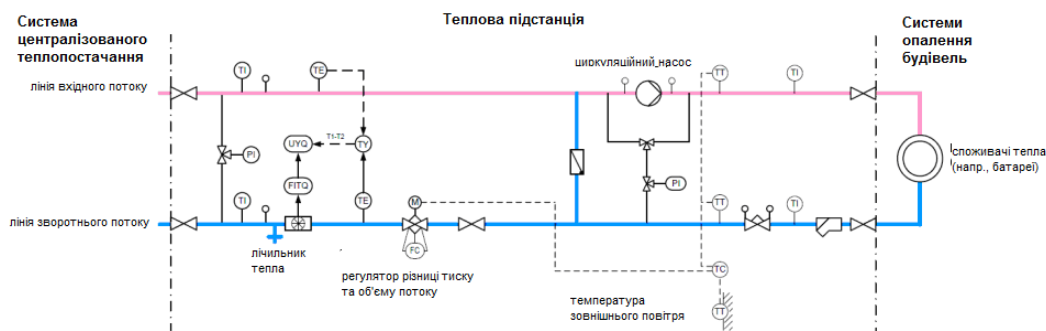 Система
централізованого
теплопостачання
Теплова підстанція
Системи
опалення
будівель
циркуляційний насос
лінія вхідного потоку
TI
TE
TT
TI
T1-T2
UYQ
TY
PI
FITQ
споживачі тепла
(напр., батареї)
PI
TI
TE
M
TT
TI
лінія зворотнього потоку
FC
лічильник
тепла
регулятор різниці тиску
та об'єму потоку
TC
температура
зовнішнього повітря
TT